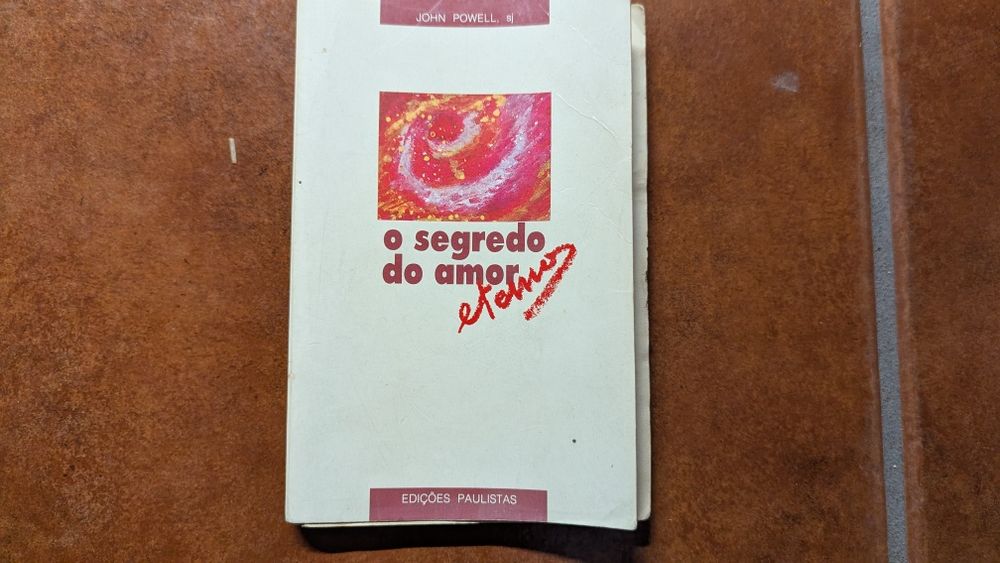 JOHN POWELL, sj
o segredo
do amor
eterno
EDIÇÕES PAULISTAS